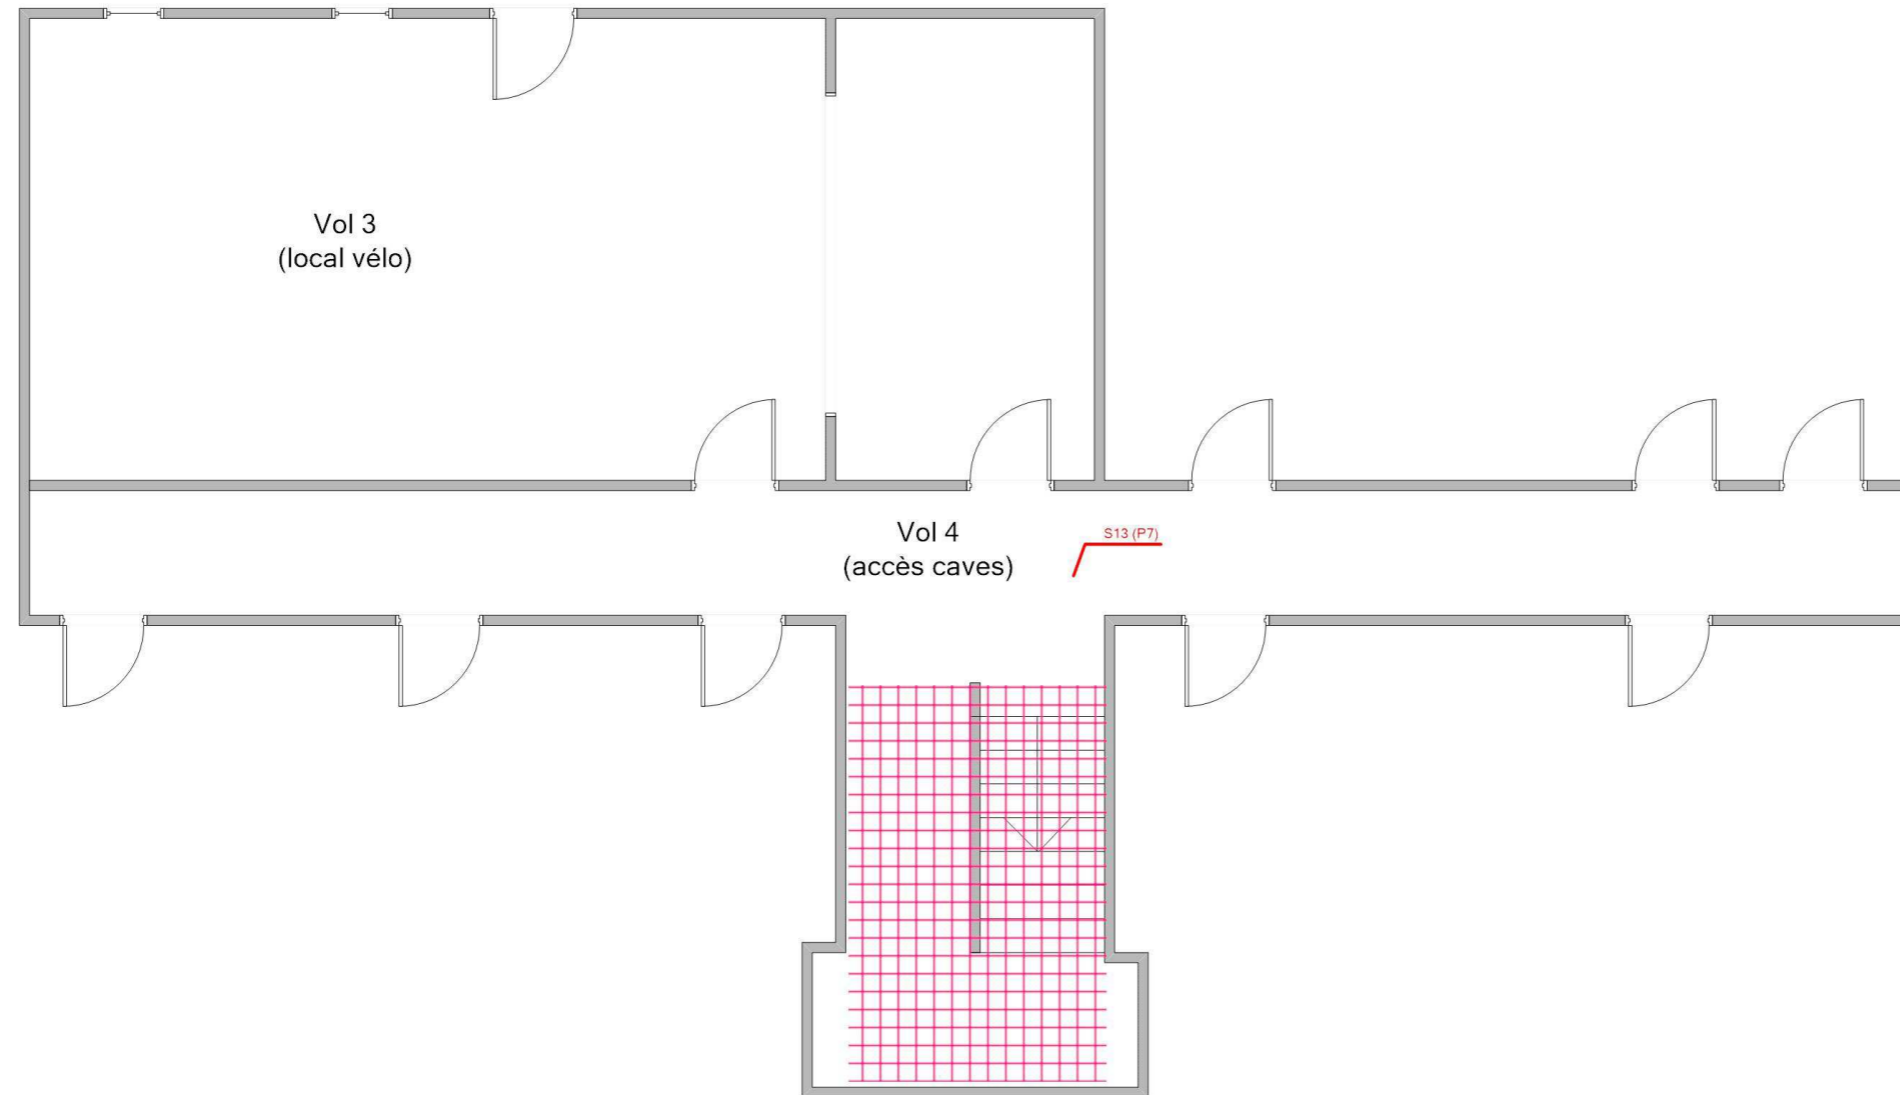 Vol 3
(local vélo)
Vol 4
(accès caves)
S13 (P7)